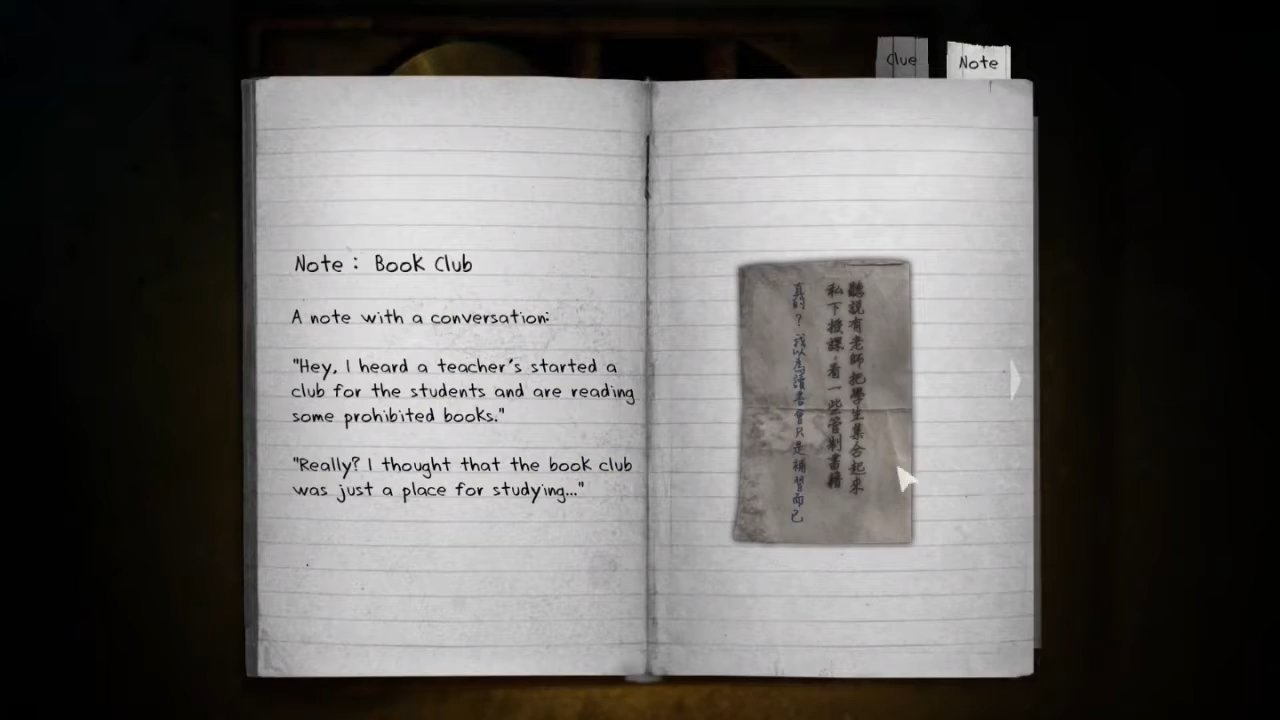 Clue
Note
Note : Book Club
A note with a conversation:
"Hey, I heard a teacher's started a
club for the students and are reading
some prohibited books."
"Really? I thought that the book club
was just a place for studying..."
聽說有老師把學生集合起來
私下授課，看一些管制書籍
真的？我以為讀書會只是補習而已